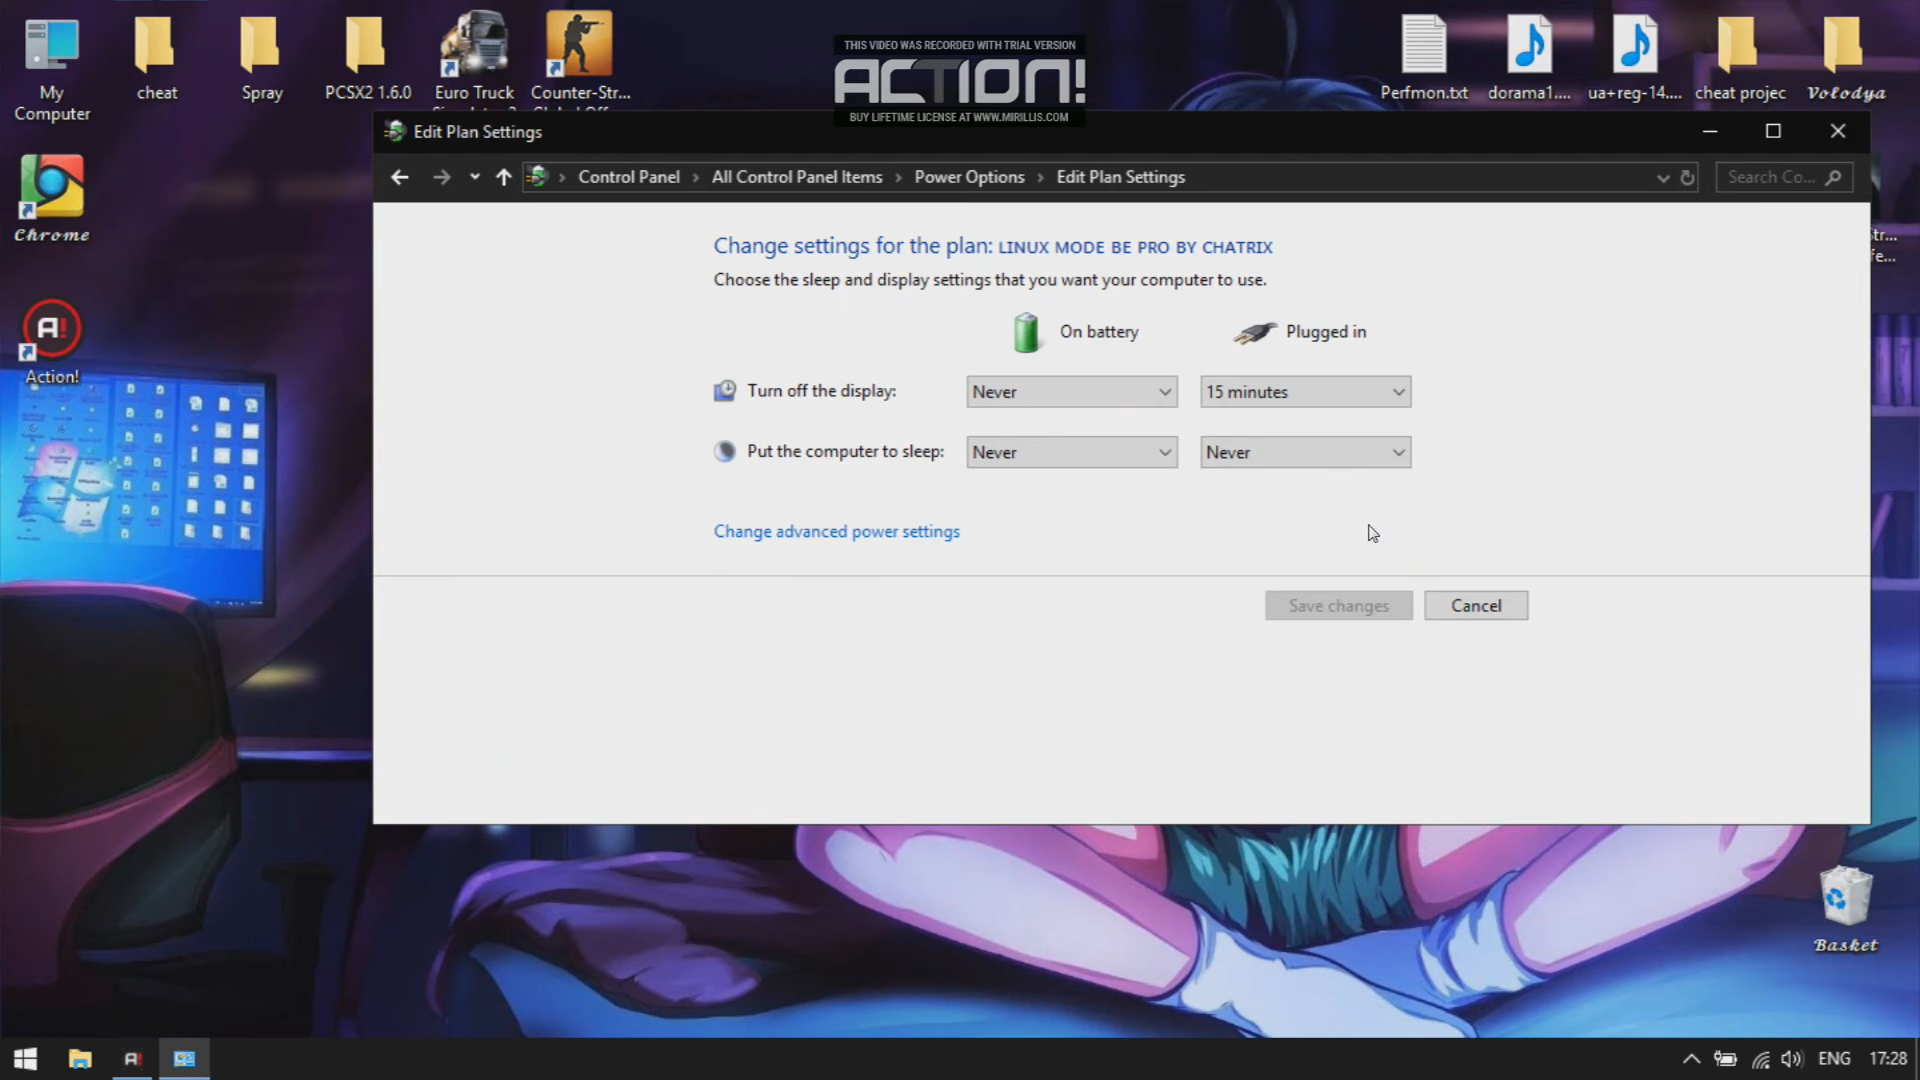 My
Computer
cheat
Spray
PCSX2 1.6.0
Euro Truck
Counter-Str...
THIS VIDEO WAS RECORDED WITH TRIAL VERSION
ACTION!
BUY LIFETIME LICENSE AT WWW.MIRILLIS.COM
Perfmon.txt
dorama1....
ua+reg-14....
cheat projec
Volodya
Chrome
A!
Action!
Edit Plan Settings
Control Panel
All Control Panel Items
Power Options
Edit Plan Settings
Search Co...
Change settings for the plan: LINUX MODE BE PRO BY CHATRIX
Choose the sleep and display settings that you want your computer to use.
On battery
Plugged in
Turn off the display:
Never
15 minutes
Put the computer to sleep:
Never
Never
Change advanced power settings
Save changes
Cancel
Basket
A!
ENG
17:28